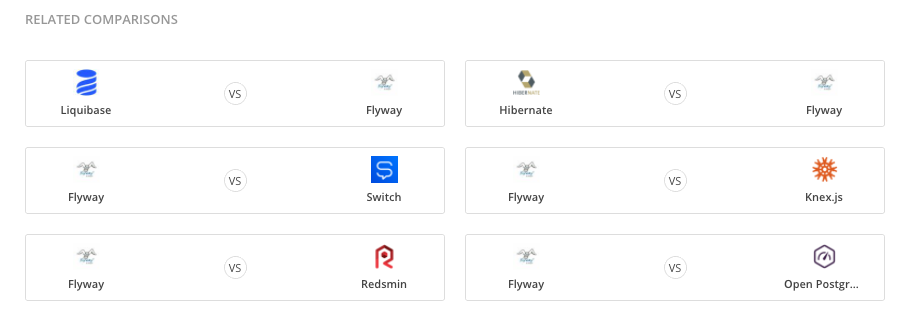 RELATED COMPARISONS
Liquibase
VS
Flyway
HIBERNATE
Hibernate
VS
Flyway
Flyway
VS
Switch
Flyway
VS
Knex.js
Flyway
VS
Redsmin
Flyway
VS
Open Postgr...